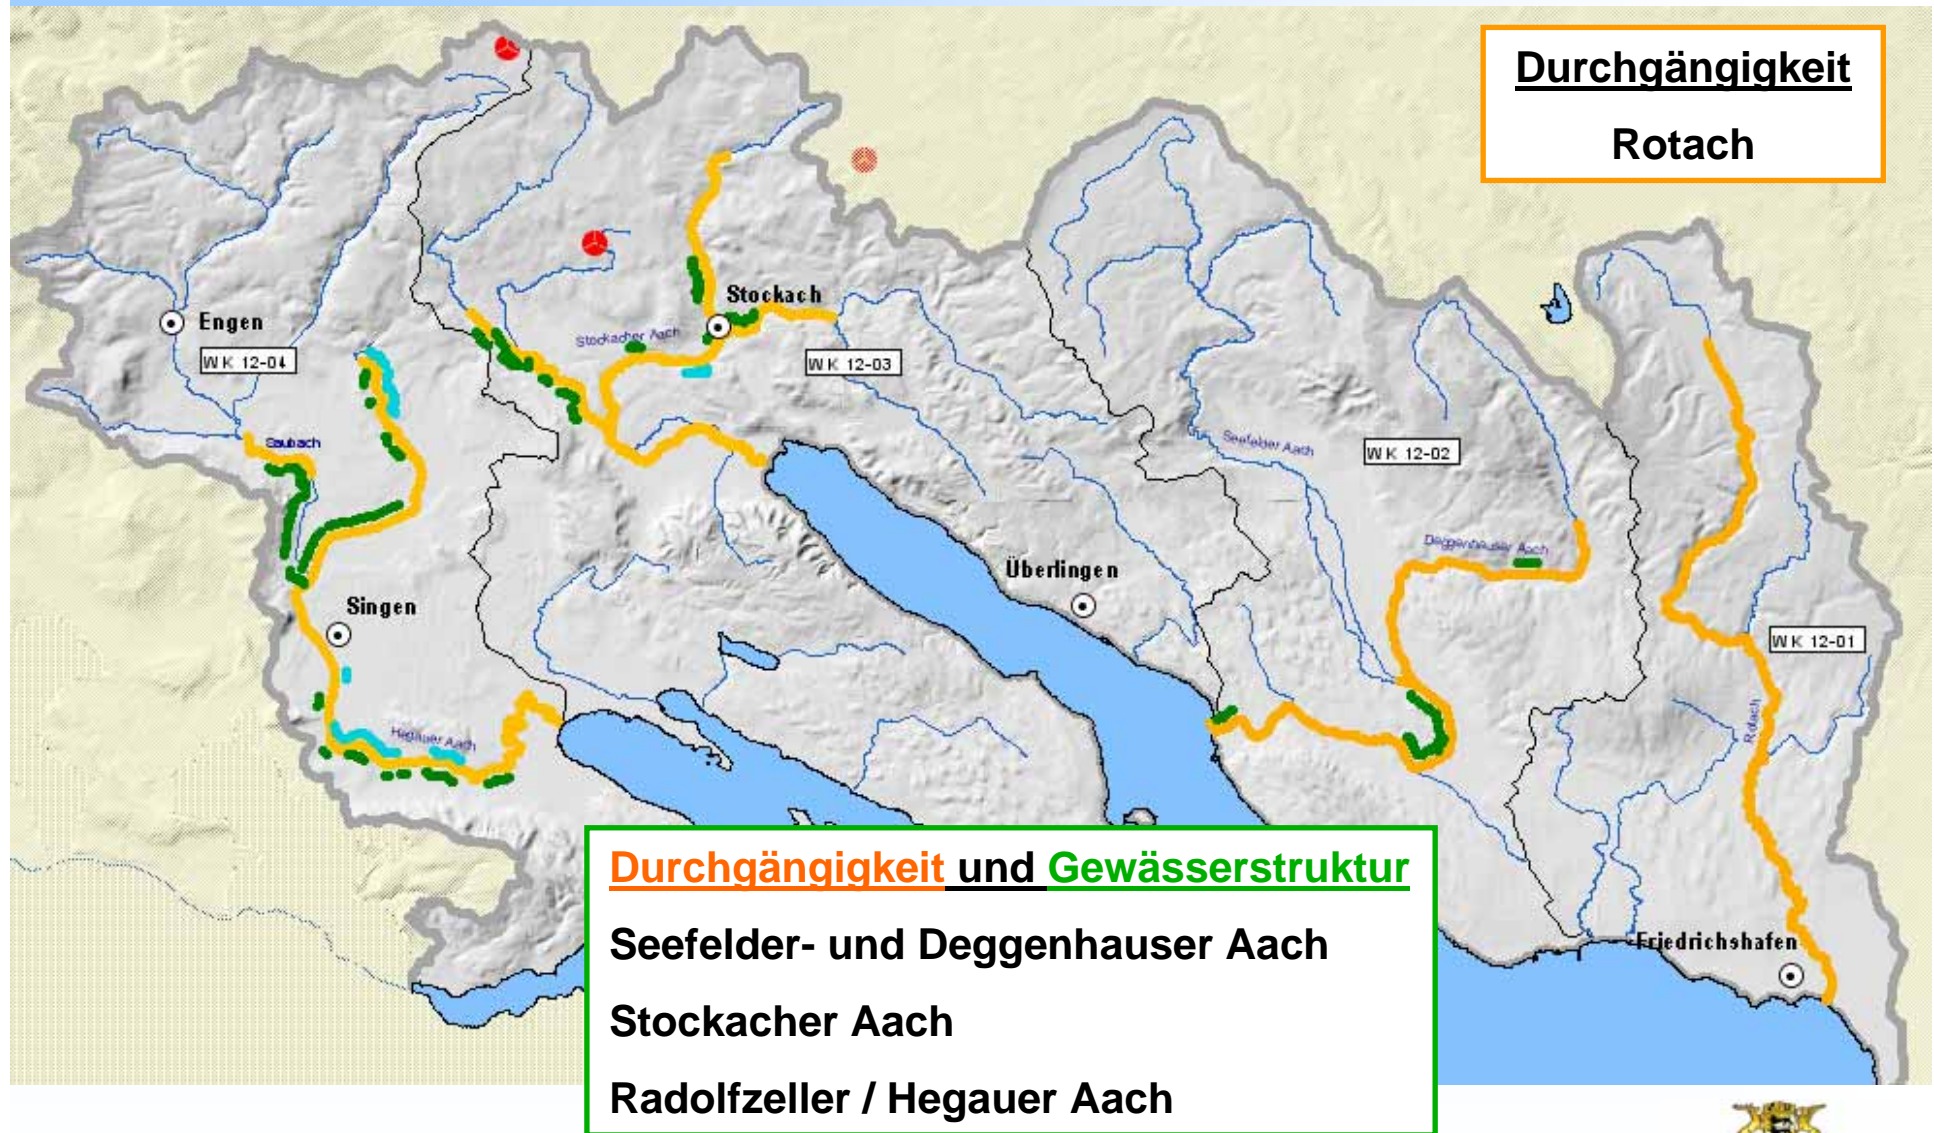 Durchgängigkeit
Rotach
Stockach
Engen
Stockacher Aach
WK 12-04
WK 12-03
Saubach
Seefelder Aach
WK 12-02
Deggenhauser Aach
Überlingen
Singen
WK 12-01
Rotach
Hegauer Aach
Durchgängigkeit und Gewässerstruktur
Seefelder- und Deggenhauser Aach
Friedrichshafen
Stockacher Aach
Radolfzeller / Hegauer Aach